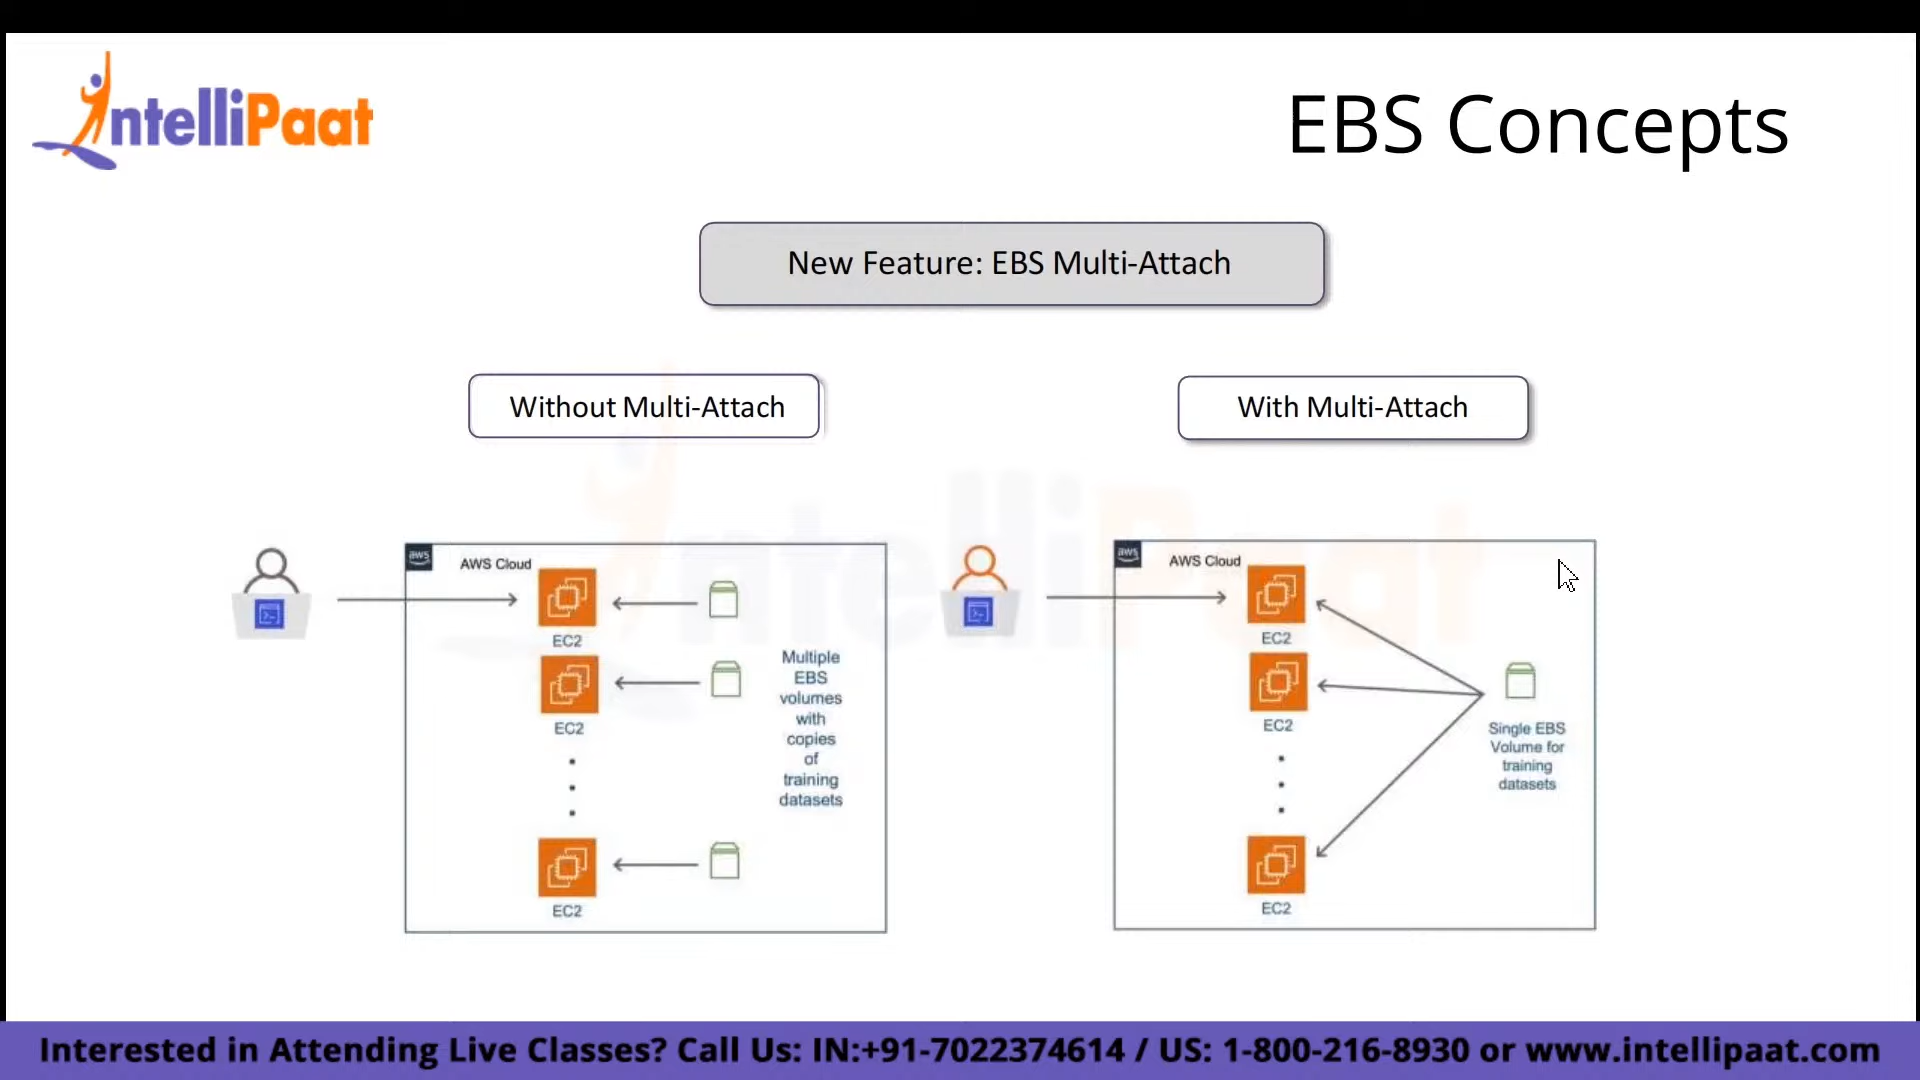 IntelliPaat
EBS Concepts
New Feature: EBS Multi-Attach
Without Multi-Attach
With Multi-Attach
aws
AWS Cloud
EC2
EC2
EC2
Multiple
EBS
volumes
with
copies
of
training
datasets
aws
AWS Cloud
EC2
EC2
EC2
Single EBS
Volume for
training
datasets
IntelliPaat
Interested in Attending Live Classes? Call Us: IN:+91-7022374614 / US: 1-800-216-8930 or www.intellipaat.com